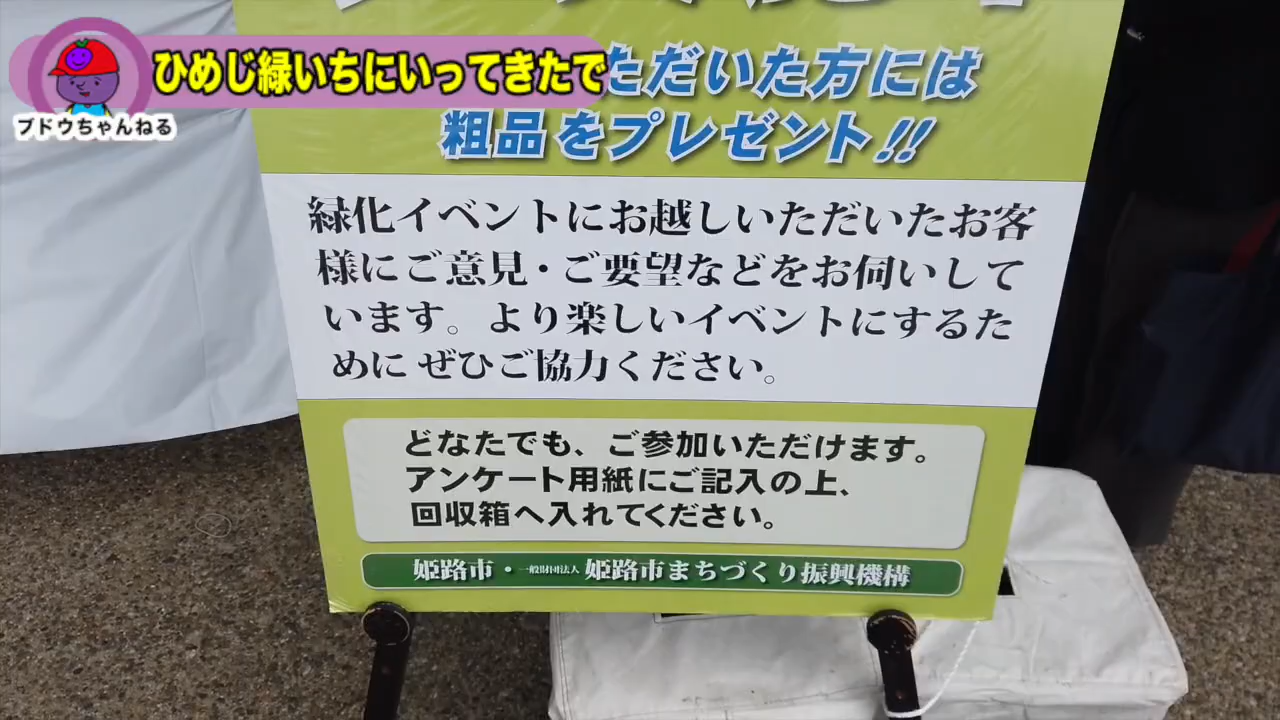 ひめじ緑いちにいってきたで
ブドウちゃんねる
ただいた方には
粗品をプレゼント!!
緑化イベントにお越しいただいたお客
様にご意見・ご要望などをお伺いして
います。より楽しいイベントにするた
めに ぜひご協力ください。
どなたでも、ご参加いただけます。
アンケート用紙にご記入の上、
回収箱へ入れてください。
姫路市・一般財団法人 姫路市まちづくり振興機構